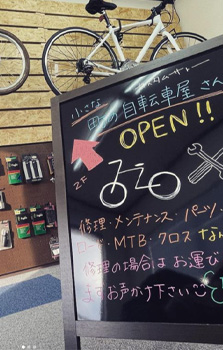 小さな
町の自転車屋さん
OPEN!!
2F
修理・メンテナンス・パーツ
ロード・MTB・クロス なん
修理の場合は お運び
まずお声かけ下さい